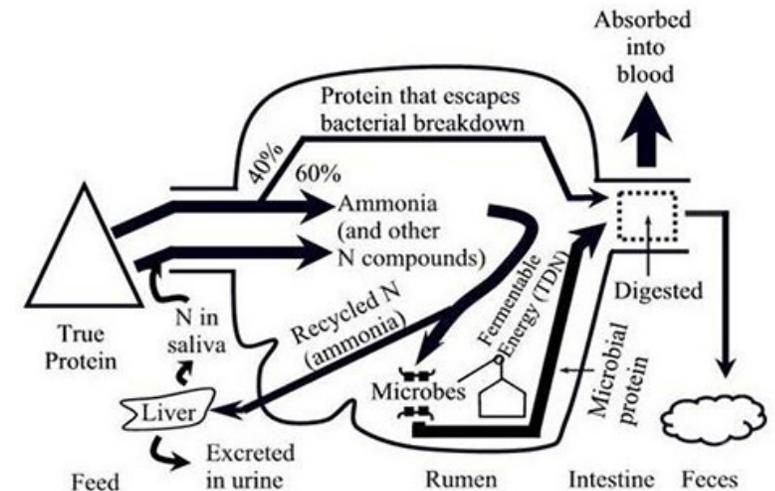 Absorbed
into
blood
Protein that escapes
bacterial breakdown
40%
60%
Ammonia
(and other
N compounds)
True
Protein
N in
saliva
Recycled N
(ammonia)
Fermentable
Energy (TDN)
Digested
Microbial
protein
Microbes
Liver
Excreted
in urine
Feed
Rumen
Intestine
Feces